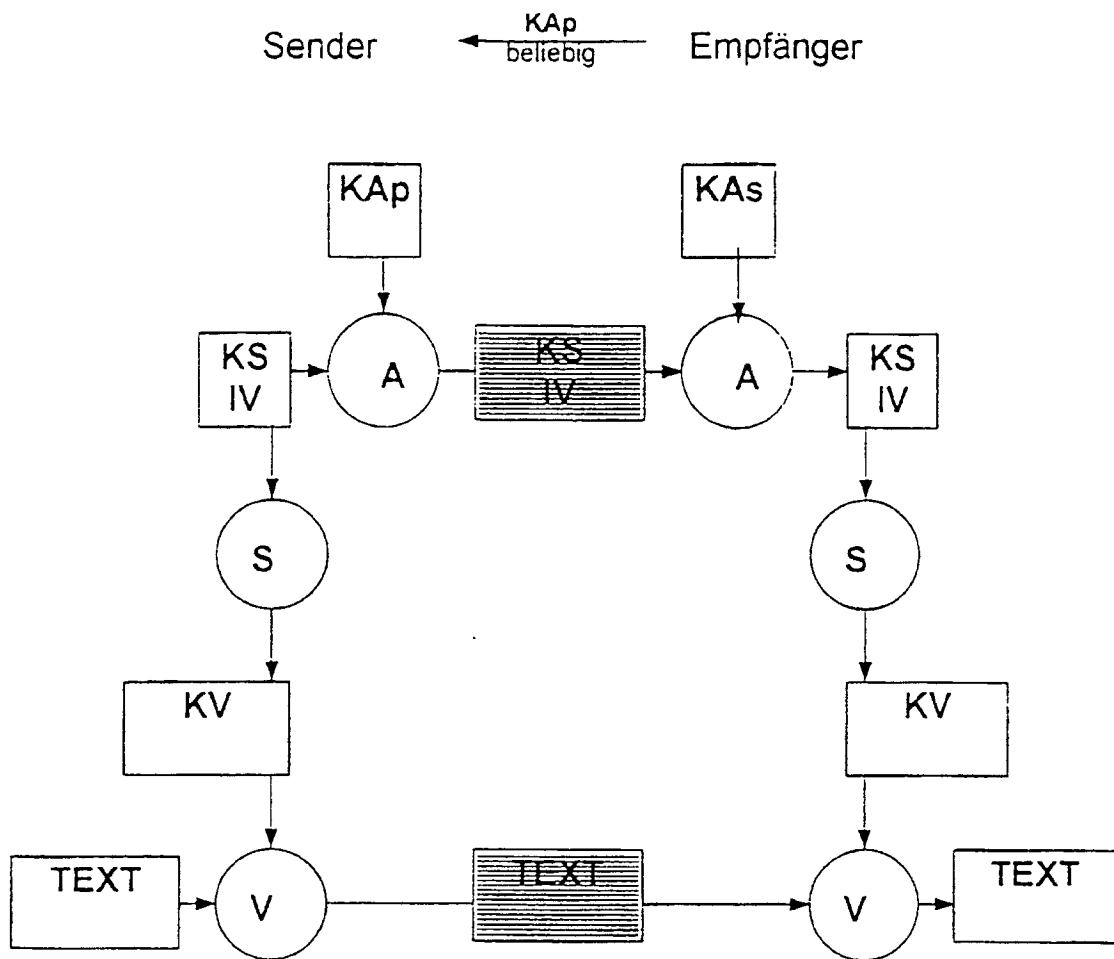 Sender KAp Empfänger
beliebig
KAp KAs
KS KS KS
IV A IV A IV
S S
KV KV
TEXT TEXT TEXT
V V